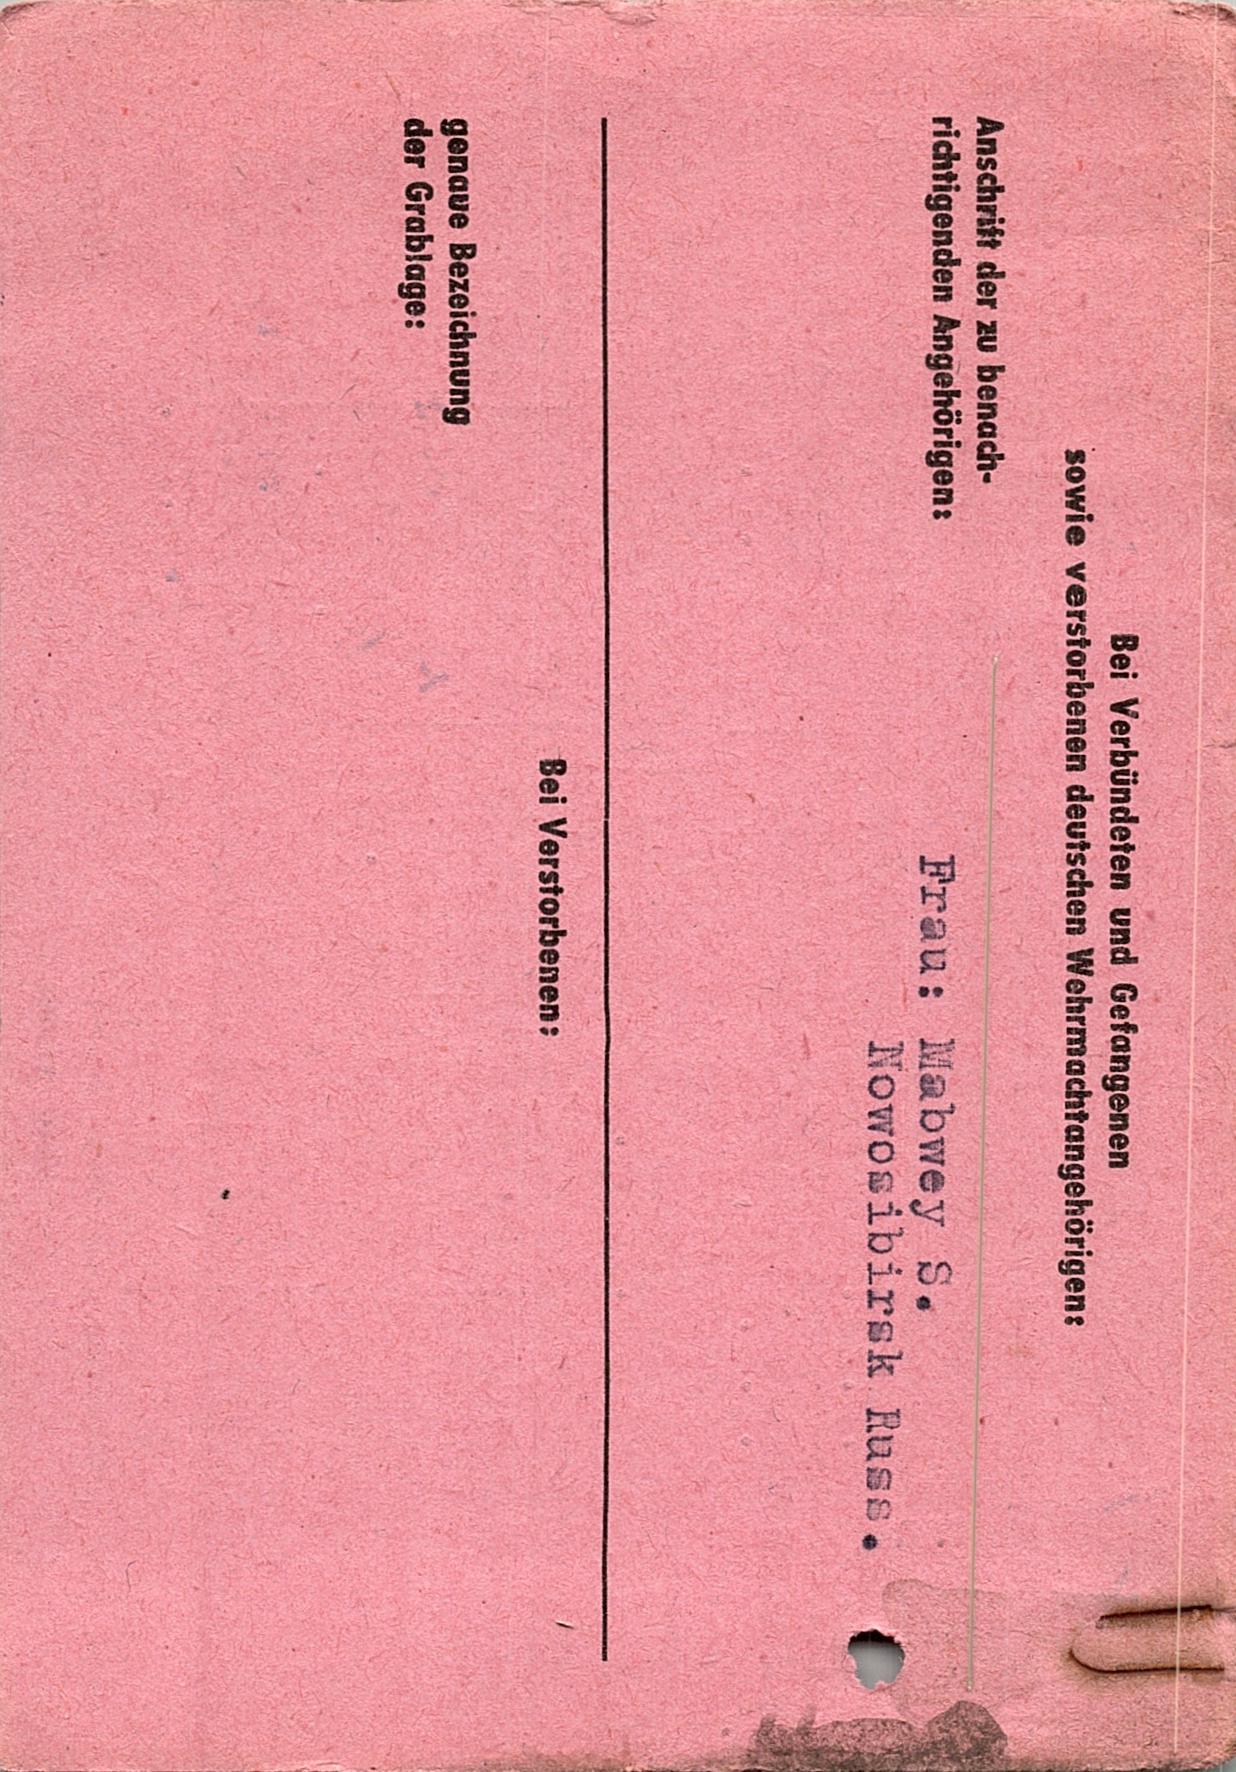 Bei Verbündeten und Gefangenen
sowie verstorbenen deutschen Wehrmachtangehörigen:
Anschrift der zu benach-
richtigenden Angehörigen:
Frau: Mabwey S.
Nowosibirsk Russ.
Bei Verstorbenen:
genaue Bezeichnung
der Grablage: